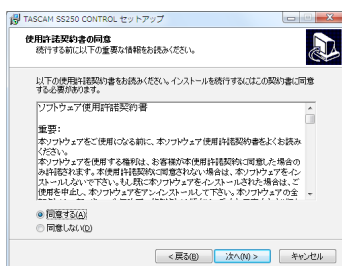 TASCAM SS250 CONTROL セットアップ
使用許諾契約書の同意
続行する前に以下の重要な情報をお読みください。
以下の使用許諾契約書をお読みください。インストールを続行するにはこの契約書に同意
する必要があります。
ソフトウェア使用許諾契約書
重要:
本ソフトウェアをご使用になる前に、本ソフトウェア使用許諾契約書をよくお読み
ください。
本ソフトウェアを使用する権利は、お客様が本使用許諾契約に同意した場合の
み許諾されます。本使用許諾契約に同意されない場合は、本ソフトウェアをイン
ストールしないで下さい。もし既に本ソフトウェアをインストールされた場合は、ご
使用を中止し、本ソフトウェアをアンインストールして下さい。本ソフトウェアの全
同意する(A)
同意しない(D)
< 戻る(B)
次へ(N) >
キャンセル